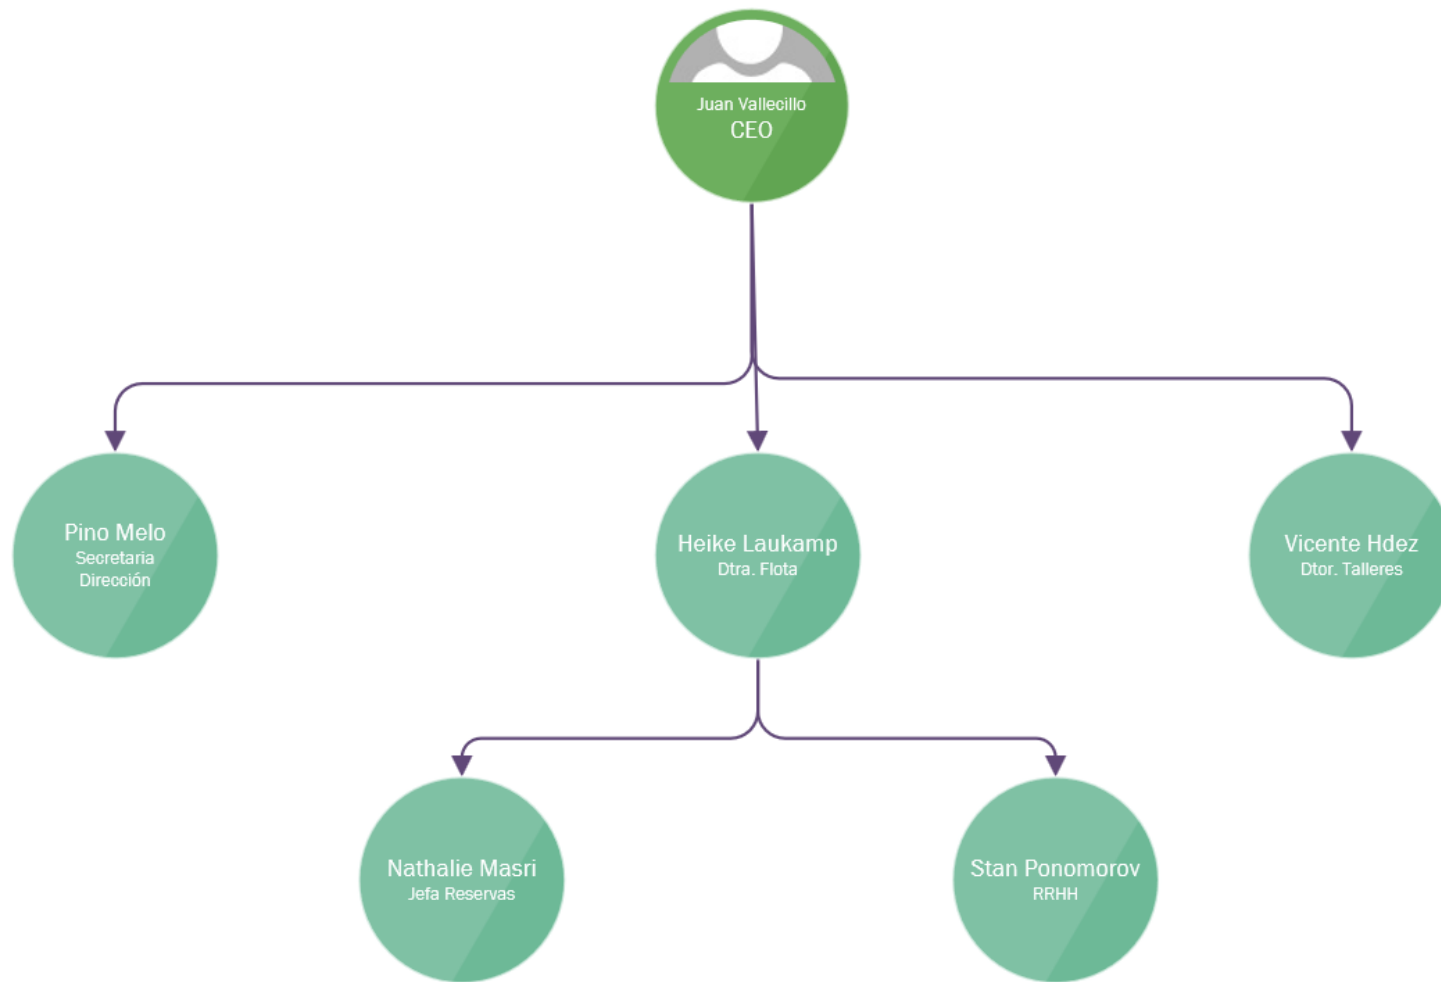 Juan Vallecillo
CEO
Pino Melo
Secretaria
Dirección
Heike Laukamp
Dtra. Flota
Vicente Hdez
Dtor. Talleres
Nathalie Masri
Jefa Reservas
Stan Ponomorov
RRHH